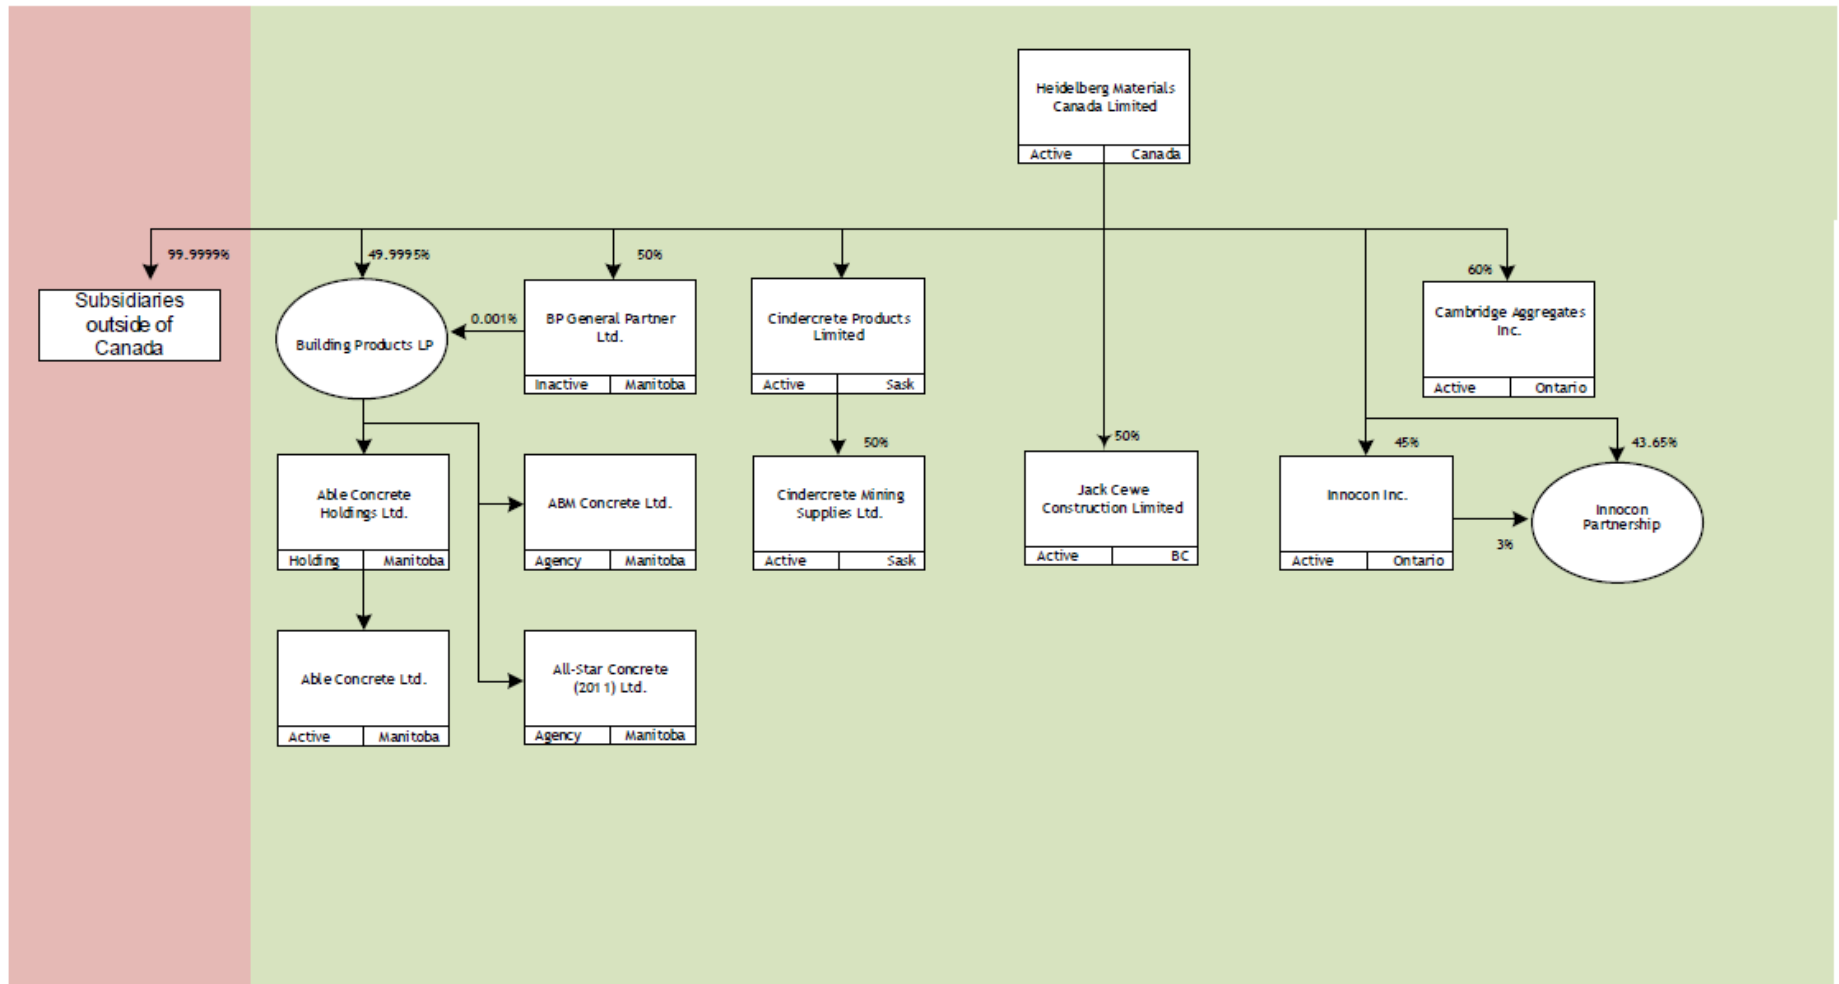 Heidelberg Materials
Canada Limited
Active Canada
99.9999%
49.9995%
50%
60%
Subsidiaries
outside of
Canada
Building Products LP
0.001%
BP General Partner
Ltd.
Inactive Manitoba
Cindercrete Products
Limited
Active Sask
Cambridge Aggregates
Inc.
Active Ontario
50%
50%
45%
43.65%
Able Concrete
Holdings Ltd.
Holding Manitoba
ABM Concrete Ltd.
Agency Manitoba
Cindercrete Mining
Supplies Ltd.
Active Sask
Jack Cewe
Construction Limited
Active BC
Innocon Inc.
Active Ontario
3%
Innocon
Partnership
Able Concrete Ltd.
Active Manitoba
All-Star Concrete
(2011) Ltd.
Agency Manitoba